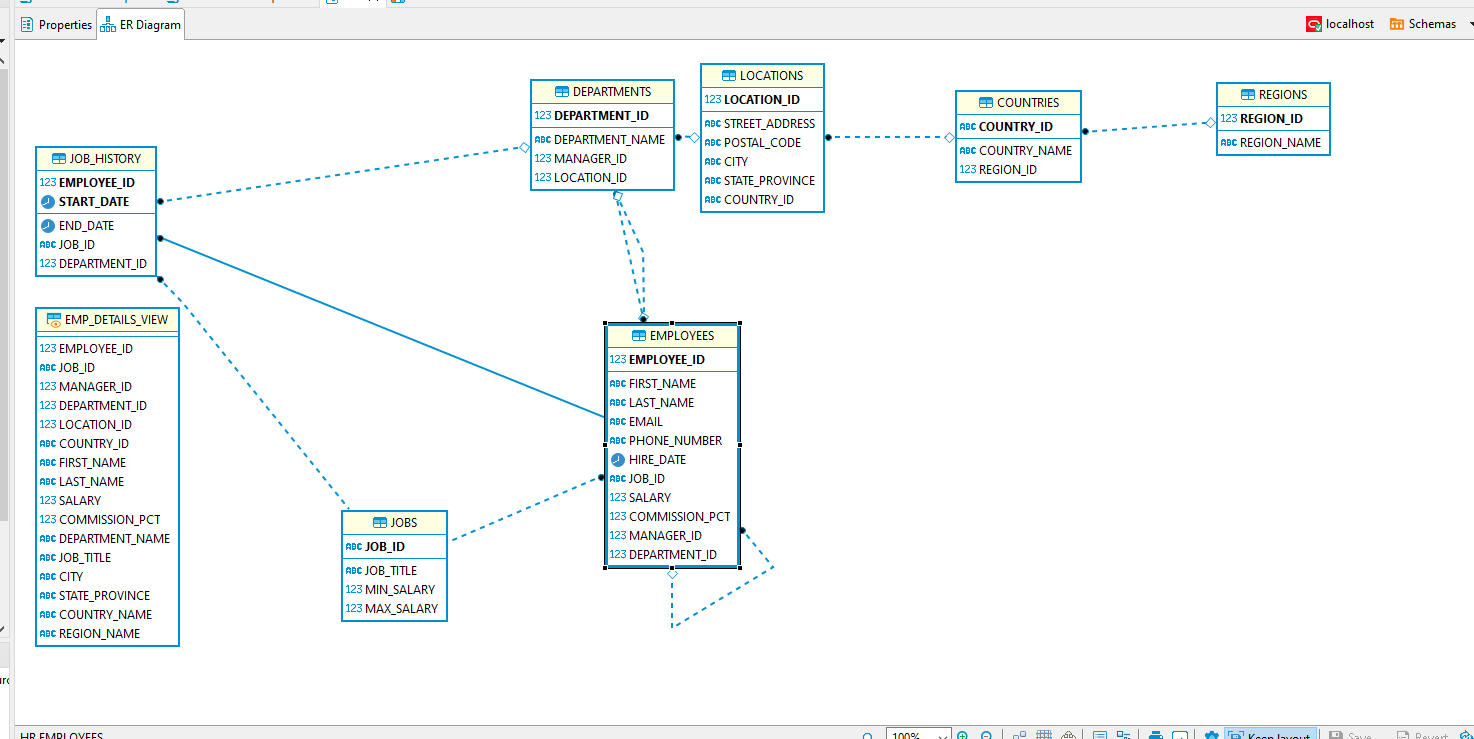 Properties
ER Diagram
localhost
Schemas
JOB_HISTORY
123 EMPLOYEE_ID
START_DATE
END_DATE
ABC JOB_ID
123 DEPARTMENT_ID
EMP_DETAILS_VIEW
123 EMPLOYEE_ID
ABC JOB_ID
123 MANAGER_ID
123 DEPARTMENT_ID
123 LOCATION_ID
ABC COUNTRY_ID
ABC FIRST_NAME
ABC LAST_NAME
123 SALARY
123 COMMISSION_PCT
ABC DEPARTMENT_NAME
ABC JOB_TITLE
ABC CITY
ABC STATE_PROVINCE
ABC COUNTRY_NAME
ABC REGION_NAME
JOBS
ABC JOB_ID
ABC JOB_TITLE
123 MIN_SALARY
123 MAX_SALARY
DEPARTMENTS
123 DEPARTMENT_ID
ABC DEPARTMENT_NAME
123 MANAGER_ID
123 LOCATION_ID
EMPLOYEES
123 EMPLOYEE_ID
ABC FIRST_NAME
ABC LAST_NAME
ABC EMAIL
ABC PHONE_NUMBER
HIRE_DATE
ABC JOB_ID
123 SALARY
123 COMMISSION_PCT
123 MANAGER_ID
123 DEPARTMENT_ID
LOCATIONS
123 LOCATION_ID
ABC STREET_ADDRESS
ABC POSTAL_CODE
ABC CITY
ABC STATE_PROVINCE
ABC COUNTRY_ID
COUNTRIES
ABC COUNTRY_ID
ABC COUNTRY_NAME
123 REGION_ID
REGIONS
123 REGION_ID
ABC REGION_NAME
HR.EMPLOYEES
100%
Keep layout
Save
Revert